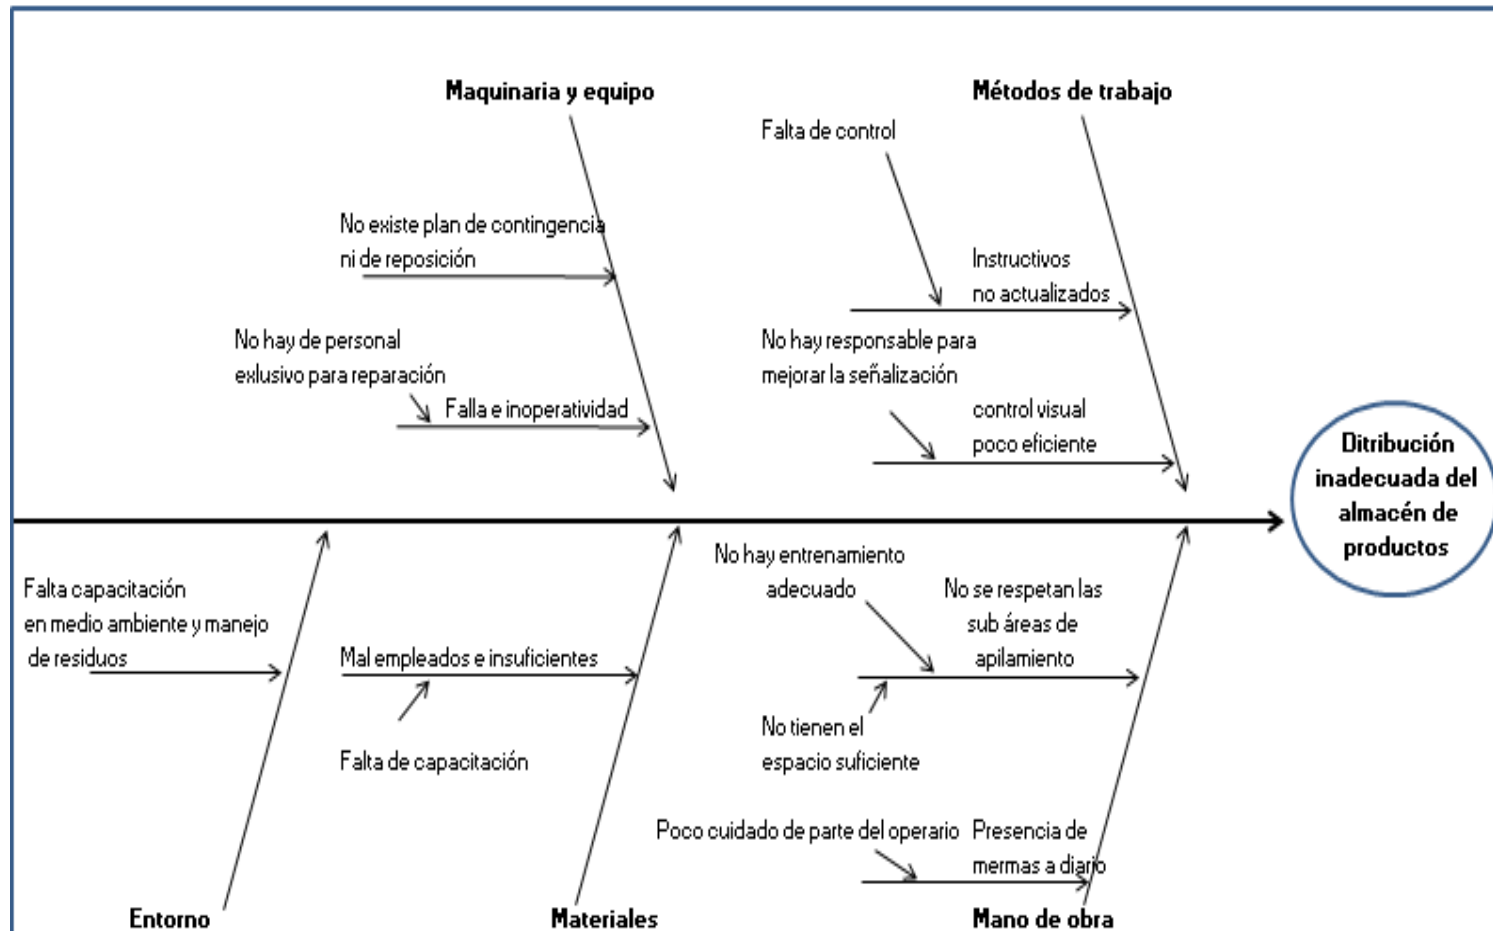 Maquinaria y equipo
Métodos de trabajo
Falta de control
No existe plan de contingencia
ni de reposición
Instructivos
no actualizados
No hay de personal
exlusivo para reparación
Falla e inoperatividad
No hay responsable para
mejorar la señalización
control visual
poco eficiente
Ditribución
inadecuada del
almacén de
productos
Falta capacitación
en medio ambiente y manejo
de residuos
Mal empleados e insuficientes
Falta de capacitación
No hay entrenamiento
adecuado
No se respetan las
sub áreas de
apilamiento
No tienen el
espacio suficiente
Poco cuidado de parte del operario
Presencia de
mermas a diario
Entorno
Materiales
Mano de obra